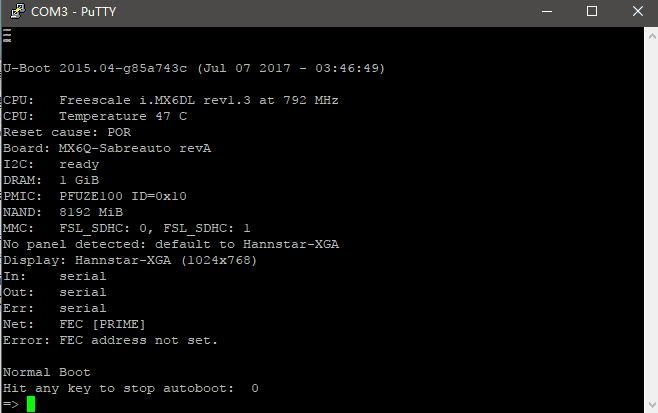 COM3 - PuTTY
U-Boot 2015.04-g85a743c (Jul 07 2017 - 03:46:49)
CPU:   Freescale i.MX6DL rev1.3 at 792 MHz
CPU:   Temperature 47 C
Reset cause: POR
Board: MX6Q-Sabreauto revA
I2C:   ready
DRAM:  1 GiB
PMIC:  PFUZE100 ID=0x10
NAND:  8192 MiB
MMC:   FSL_SDHC: 0, FSL_SDHC: 1
No panel detected: default to Hannstar-XGA
Display: Hannstar-XGA (1024x768)
In:    serial
Out:   serial
Err:   serial
Net:   FEC [PRIME]
Error: FEC address not set.
Normal Boot
Hit any key to stop autoboot:  0
=>